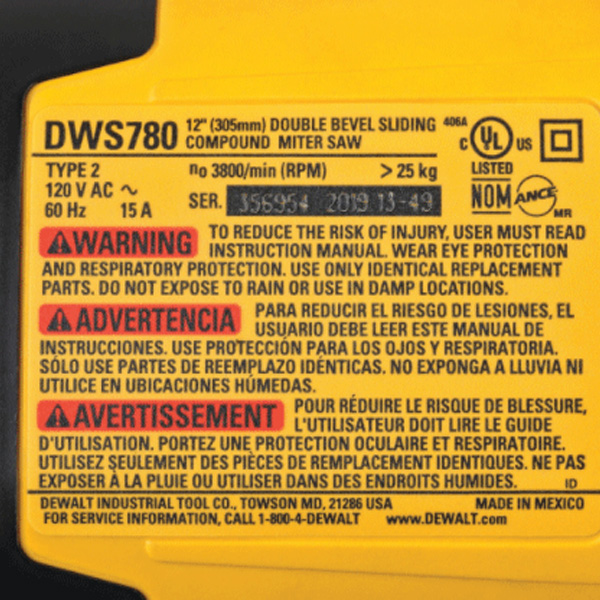 DWS780 12" (305mm) DOUBLE BEVEL SLIDING 406A
COMPOUND MITER SAW
C UL US
LISTED
TYPE 2 no 3800/min (RPM) > 25 kg
120 V AC ~
60 Hz 15 A
SER. 356954 2019 13-49
NOM ANCE MR
WARNING TO REDUCE THE RISK OF INJURY, USER MUST READ
INSTRUCTION MANUAL. WEAR EYE PROTECTION
AND RESPIRATORY PROTECTION. USE ONLY IDENTICAL REPLACEMENT
PARTS. DO NOT EXPOSE TO RAIN OR USE IN DAMP LOCATIONS.
ADVERTENCIA PARA REDUCIR EL RIESGO DE LESIONES, EL
USUARIO DEBE LEER ESTE MANUAL DE
INSTRUCCIONES. USE PROTECCIÓN PARA LOS OJOS Y RESPIRATORIA.
SÓLO USE PARTES DE REEMPLAZO IDÉNTICAS. NO EXPONGA A LLUVIA NI
UTILICE EN UBICACIONES HÚMEDAS.
AVERTISSEMENT POUR RÉDUIRE LE RISQUE DE BLESSURE,
L'UTILISATEUR DOIT LIRE LE GUIDE
D'UTILISATION. PORTEZ UNE PROTECTION OCULAIRE ET RESPIRATOIRE.
UTILISEZ SEULEMENT DES PIÈCES DE REMPLACEMENT IDENTIQUES. NE PAS
EXPOSER À LA PLUIE OU UTILISER DANS DES ENDROITS HUMIDES. ID
DEWALT INDUSTRIAL TOOL CO., TOWSON MD, 21286 USA MADE IN MEXICO
FOR SERVICE INFORMATION, CALL 1-800-4-DEWALT www.DEWALT.com